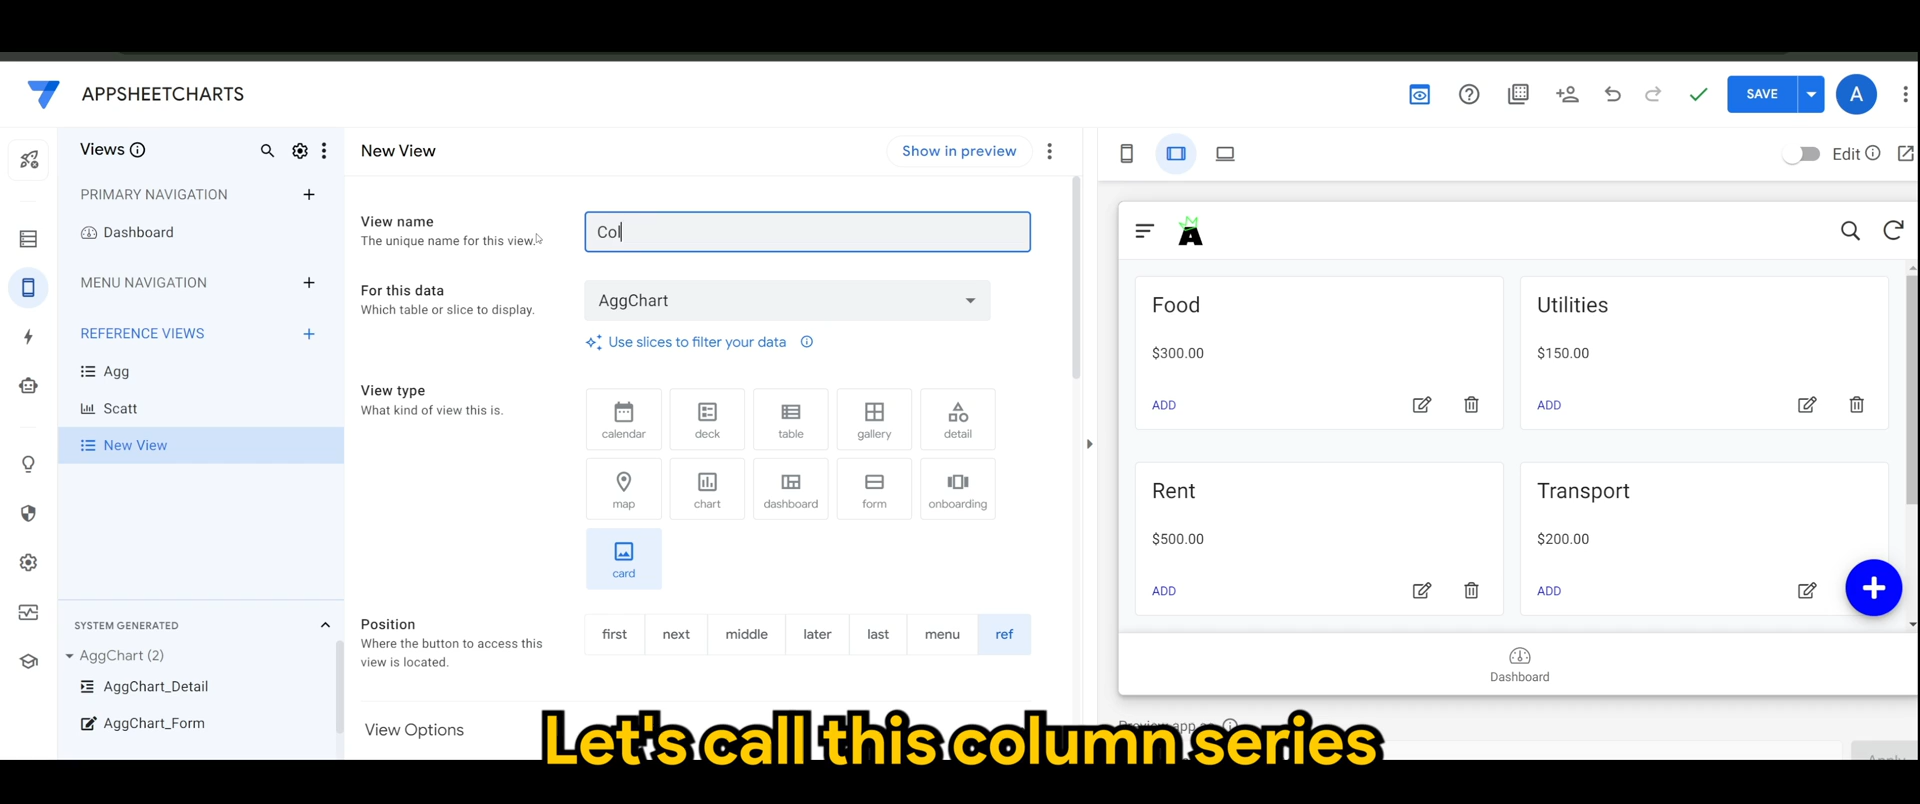 APPSHEETCHARTS
SAVE
A
Views
PRIMARY NAVIGATION
Dashboard
MENU NAVIGATION
REFERENCE VIEWS
Agg
Scatt
New View
SYSTEM GENERATED
AggChart (2)
AggChart_Detail
AggChart_Form
New View
Show in preview
View name
The unique name for this view.
Col
For this data
Which table or slice to display.
AggChart
Use slices to filter your data
View type
What kind of view this is.
calendar
deck
table
gallery
detail
map
chart
dashboard
form
onboarding
card
Position
Where the button to access this
view is located.
first
next
middle
later
last
menu
ref
View Options
Edit
A
Food
$300.00
ADD
Utilities
$150.00
ADD
Rent
$500.00
ADD
Transport
$200.00
ADD
Dashboard
Preview app as
Apply
Let's call this column series